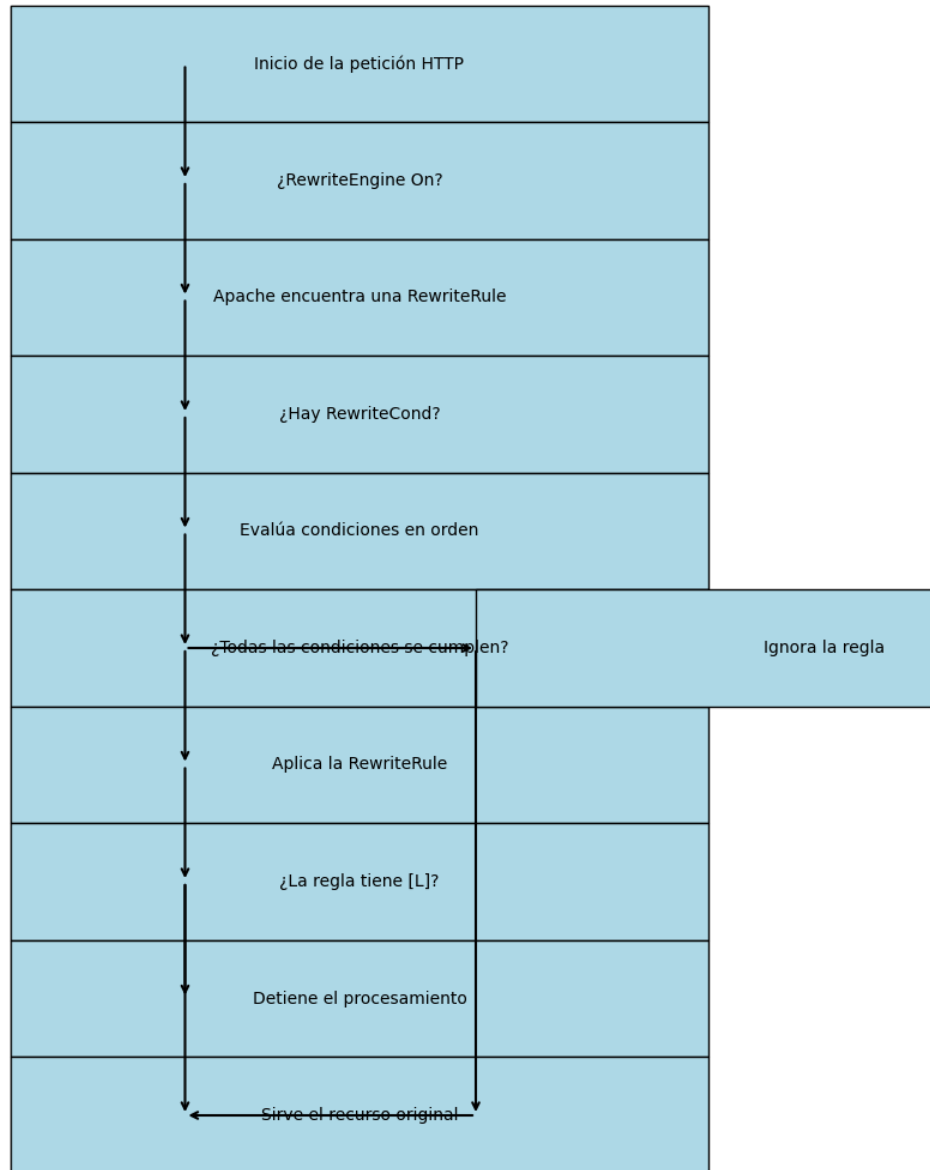 Inicio de la petición HTTP
¿RewriteEngine On?
Apache encuentra una RewriteRule
¿Hay RewriteCond?
Evalúa condiciones en orden
¿Todas las condiciones se cumplen?
Ignora la regla
Aplica la RewriteRule
¿La regla tiene [L]?
Detiene el procesamiento
Sirve el recurso original